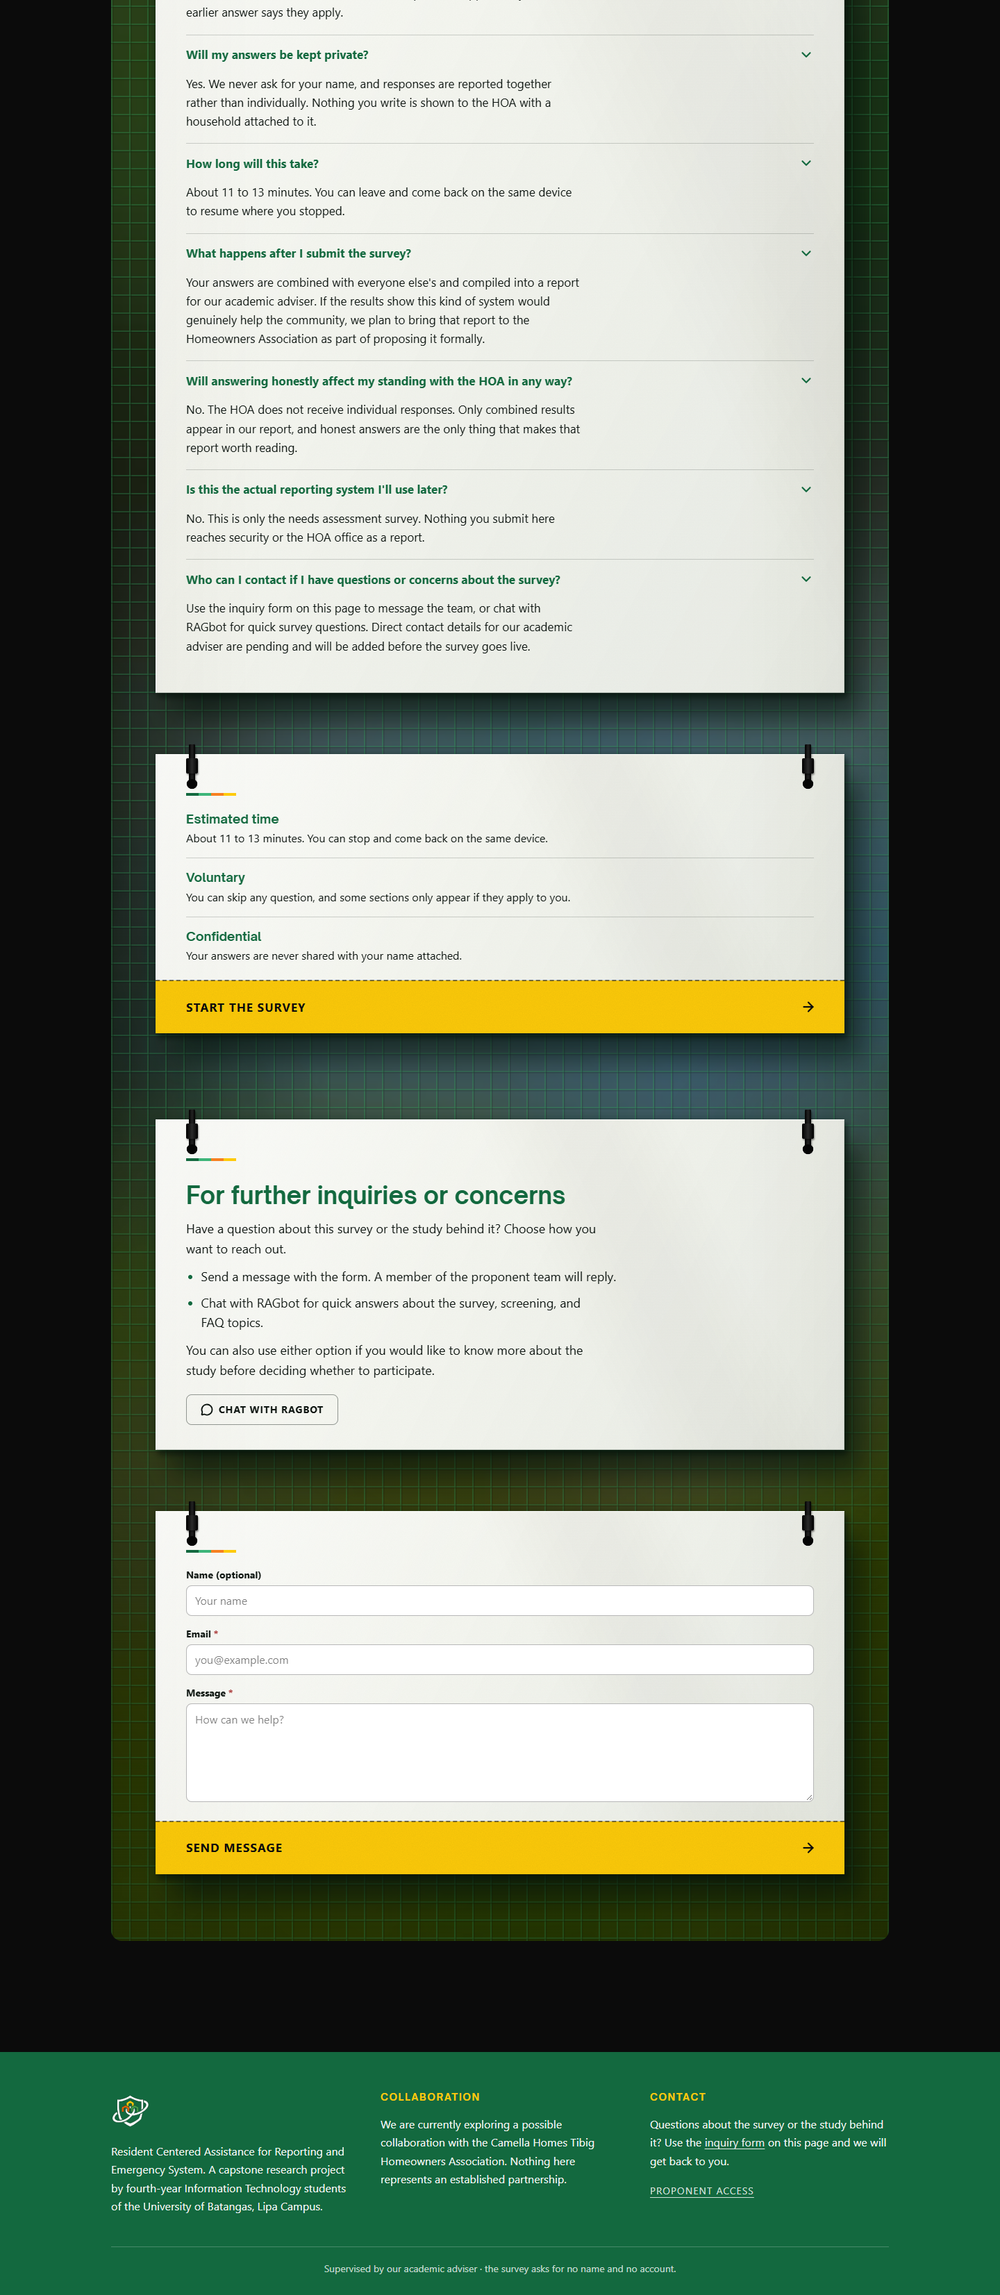 earlier answer says they apply.
Will my answers be kept private?
Yes. We never ask for your name, and responses are reported together
rather than individually. Nothing you write is shown to the HOA with a
household attached to it.
How long will this take?
About 11 to 13 minutes. You can leave and come back on the same device
to resume where you stopped.
What happens after I submit the survey?
Your answers are combined with everyone else's and compiled into a report
for our academic adviser. If the results show this kind of system would
genuinely help the community, we plan to bring that report to the
Homeowners Association as part of proposing it formally.
Will answering honestly affect my standing with the HOA in any way?
No. The HOA does not receive individual responses. Only combined results
appear in our report, and honest answers are the only thing that makes that
report worth reading.
Is this the actual reporting system I'll use later?
No. This is only the needs assessment survey. Nothing you submit here
reaches security or the HOA office as a report.
Who can I contact if I have questions or concerns about the survey?
Use the inquiry form on this page to message the team, or chat with
RAGbot for quick survey questions. Direct contact details for our academic
adviser are pending and will be added before the survey goes live.
Estimated time
About 11 to 13 minutes. You can stop and come back on the same device.
Voluntary
You can skip any question, and some sections only appear if they apply to you.
Confidential
Your answers are never shared with your name attached.
START THE SURVEY
For further inquiries or concerns
Have a question about this survey or the study behind it? Choose how you
want to reach out.
• Send a message with the form. A member of the proponent team will reply.
• Chat with RAGbot for quick answers about the survey, screening, and
FAQ topics.
You can also use either option if you would like to know more about the
study before deciding whether to participate.
CHAT WITH RAGBOT
Name (optional)
Your name
Email *
you@example.com
Message *
How can we help?
SEND MESSAGE
Resident Centered Assistance for Reporting and
Emergency System. A capstone research project
by fourth-year Information Technology students
of the University of Batangas, Lipa Campus.
COLLABORATION
We are currently exploring a possible
collaboration with the Camella Homes Tibig
Homeowners Association. Nothing here
represents an established partnership.
CONTACT
Questions about the survey or the study behind
it? Use the inquiry form on this page and we will
get back to you.
PROPONENT ACCESS
Supervised by our academic adviser · the survey asks for no name and no account.